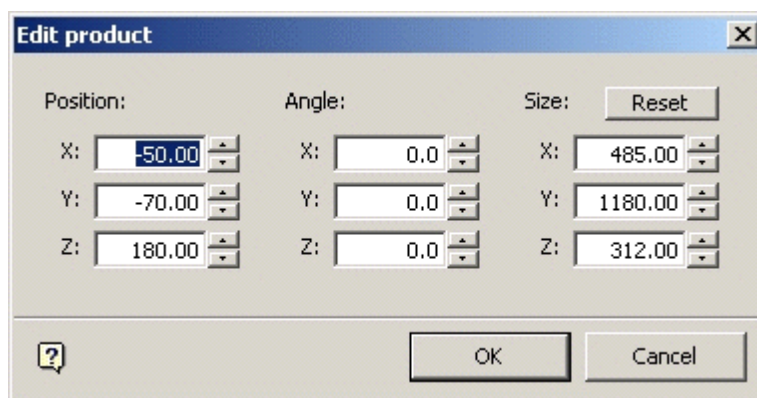 Edit product
Position: Angle: Size: Reset
X: -50.00 X: 0.0 X: 485.00
Y: -70.00 Y: 0.0 Y: 1180.00
Z: 180.00 Z: 0.0 Z: 312.00
? OK Cancel